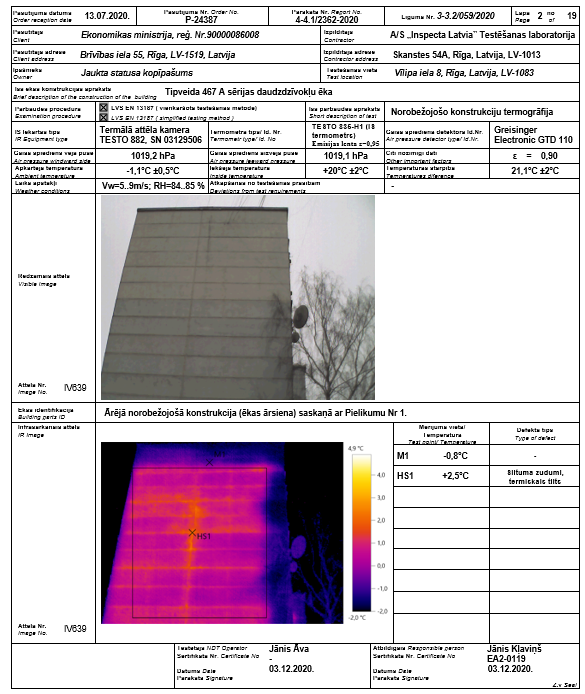 Pasūtījuma datums
Order reception date
13.07.2020.
Pasūtījuma Nr. Order No.
P-24387
Pārskata Nr. Report No.
4-4.1/2362-2020
Līguma Nr. 3-3.2/059/2020
Lapa 2 no 19
Page of
Pasūtītājs
Client
Ekonomikas ministrija, reģ. Nr.90000086008
Izpildītājs
Contractor
A/S „Inspecta Latvia” Testēšanas laboratorija
Pasūtītāja adrese
Client address
Brīvības iela 55, Rīga, LV-1519, Latvija
Izpildītāja adrese
Contractor address
Skanstes 54A, Rīga, LV-1013
Īpašnieks
Owner
Jaukta statusa kopīpašums
Testēšanas vieta
Test location
Vīlipa iela 8, Rīga, LV-1083
Īss ēkas konstrukcijas apraksts
Brief description of the construction of the building
Tipveida 467 A sērijas daudzdzīvokļu ēka
Pārbaudes procedūra
Examination procedure
LVS EN 13187 ( vienkāršota testēšanas metode)
LVS EN 13187 ( simplified testing method )
Īss pārbaudes apraksts
Short description of test
Norobežojošo konstrukciju termogrāfija
IS iekārtas tips
IR Equipment type
Termālā attēla kamera
TESTO 882, SN 03129506
Termometra tips/ Id. Nr.
Termometr type/ Id. No
TESTO 835-H1 (IS
termometrs)
Emisijas lenta ε=0,95
Gaisa spiediena detektora Id.Nr.
Air pressure detector type/ Id.Nr.
Greisinger
Electronic GTD 110
Gaisa spiediens vēja pusē
Air pressure windward side
1019,2 hPa
Gaisa spiediens aizvēja pusē
Air pressure leeward pressure
1019,1 hPa
Citi nozīmīgi dati
Other important factors
ε = 0,90
Apkārtējā temperatūra
Ambient temperature
-1,1°C ±0,5°C
Iekšējā temperatūra
Inside temperature
+20°C ±2°C
Temperatūras starpība
Temperatures diference
21,1°C ±2°C
Laika apstākļi
Weather conditions
Vw=5..9m/s; RH=84..85 %
Atkāpšanās no testēšanas prasībām
Deviations from test requirements
-
Redzamais attēls
Visible image
Attēla Nr.
Image No.
IV639
Ēkas identifikācija
Building parts ID
Ārējā norobežojošā konstrukcija (ēkas ārsiena) saskaņā ar Pielikumu Nr 1.
Infrasarkanais attēls
IR image
Mērījuma vieta/
Temperatūra
Test point/ Temperature
Defekta tips
Type of defect
M1 -0,8°C -
HS1 +2,5°C Siltuma zudumi,
termiskais tilts
4,9 °C
4,0
3,0
2,0
1,0
0,0
-1,0
-2,0
-2,0 °C
M1
HS1
Attēla Nr.
Image No.
IV639
Testētājs NDT Operator
Sertifikāta Nr. Certificate No
Jānis Āva
-
Datums Date
Paraksts Signature
03.12.2020.
Atbildīgais Responsible person
Sertifikāta Nr. Certificate No.
Jānis Kļaviņš
EA2-0119
Datums Date
Paraksts Signature
03.12.2020.
Z.v Seal